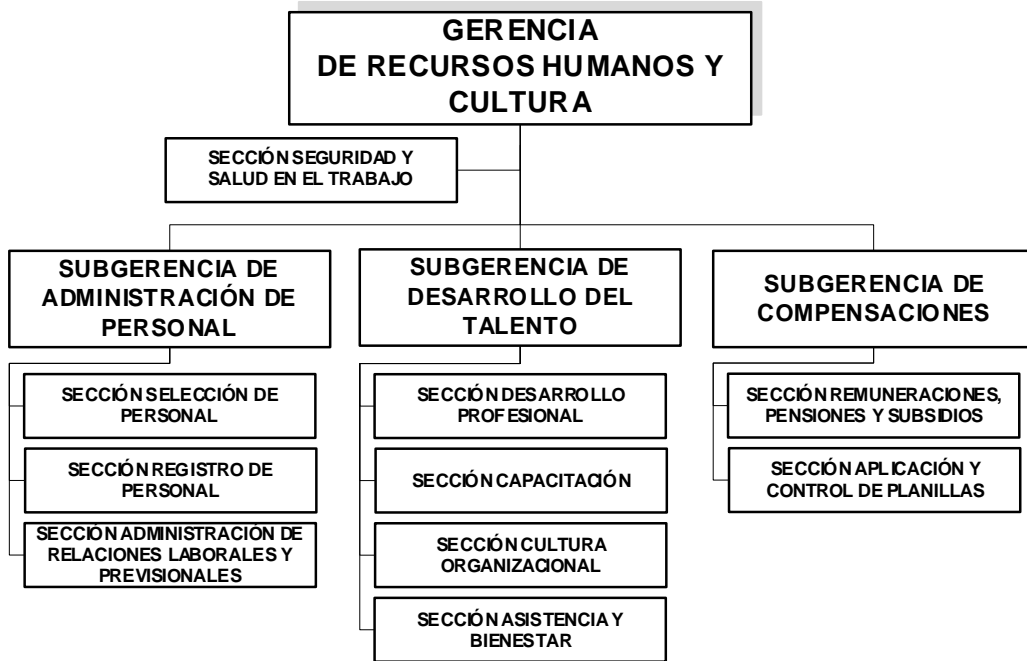 GERENCIA
DE RECURSOS HUMANOS Y
CULTURA
SECCIÓN SEGURIDAD Y
SALUD EN EL TRABAJO
SUBGERENCIA DE
ADMINISTRACIÓN DE
PERSONAL
SECCIÓN SELECCIÓN DE
PERSONAL
SECCIÓN REGISTRO DE
PERSONAL
SECCIÓN ADMINISTRACIÓN DE
RELACIONES LABORALES Y
PREVISIONALES
SUBGERENCIA DE
DESARROLLO DEL
TALENTO
SECCIÓN DESARROLLO
PROFESIONAL
SECCIÓN CAPACITACIÓN
SECCIÓN CULTURA
ORGANIZACIONAL
SECCIÓN ASISTENCIA Y
BIENESTAR
SUBGERENCIA DE
COMPENSACIONES
SECCIÓN REMUNERACIONES,
PENSIONES Y SUBSIDIOS
SECCIÓN APLICACIÓN Y
CONTROL DE PLANILLAS